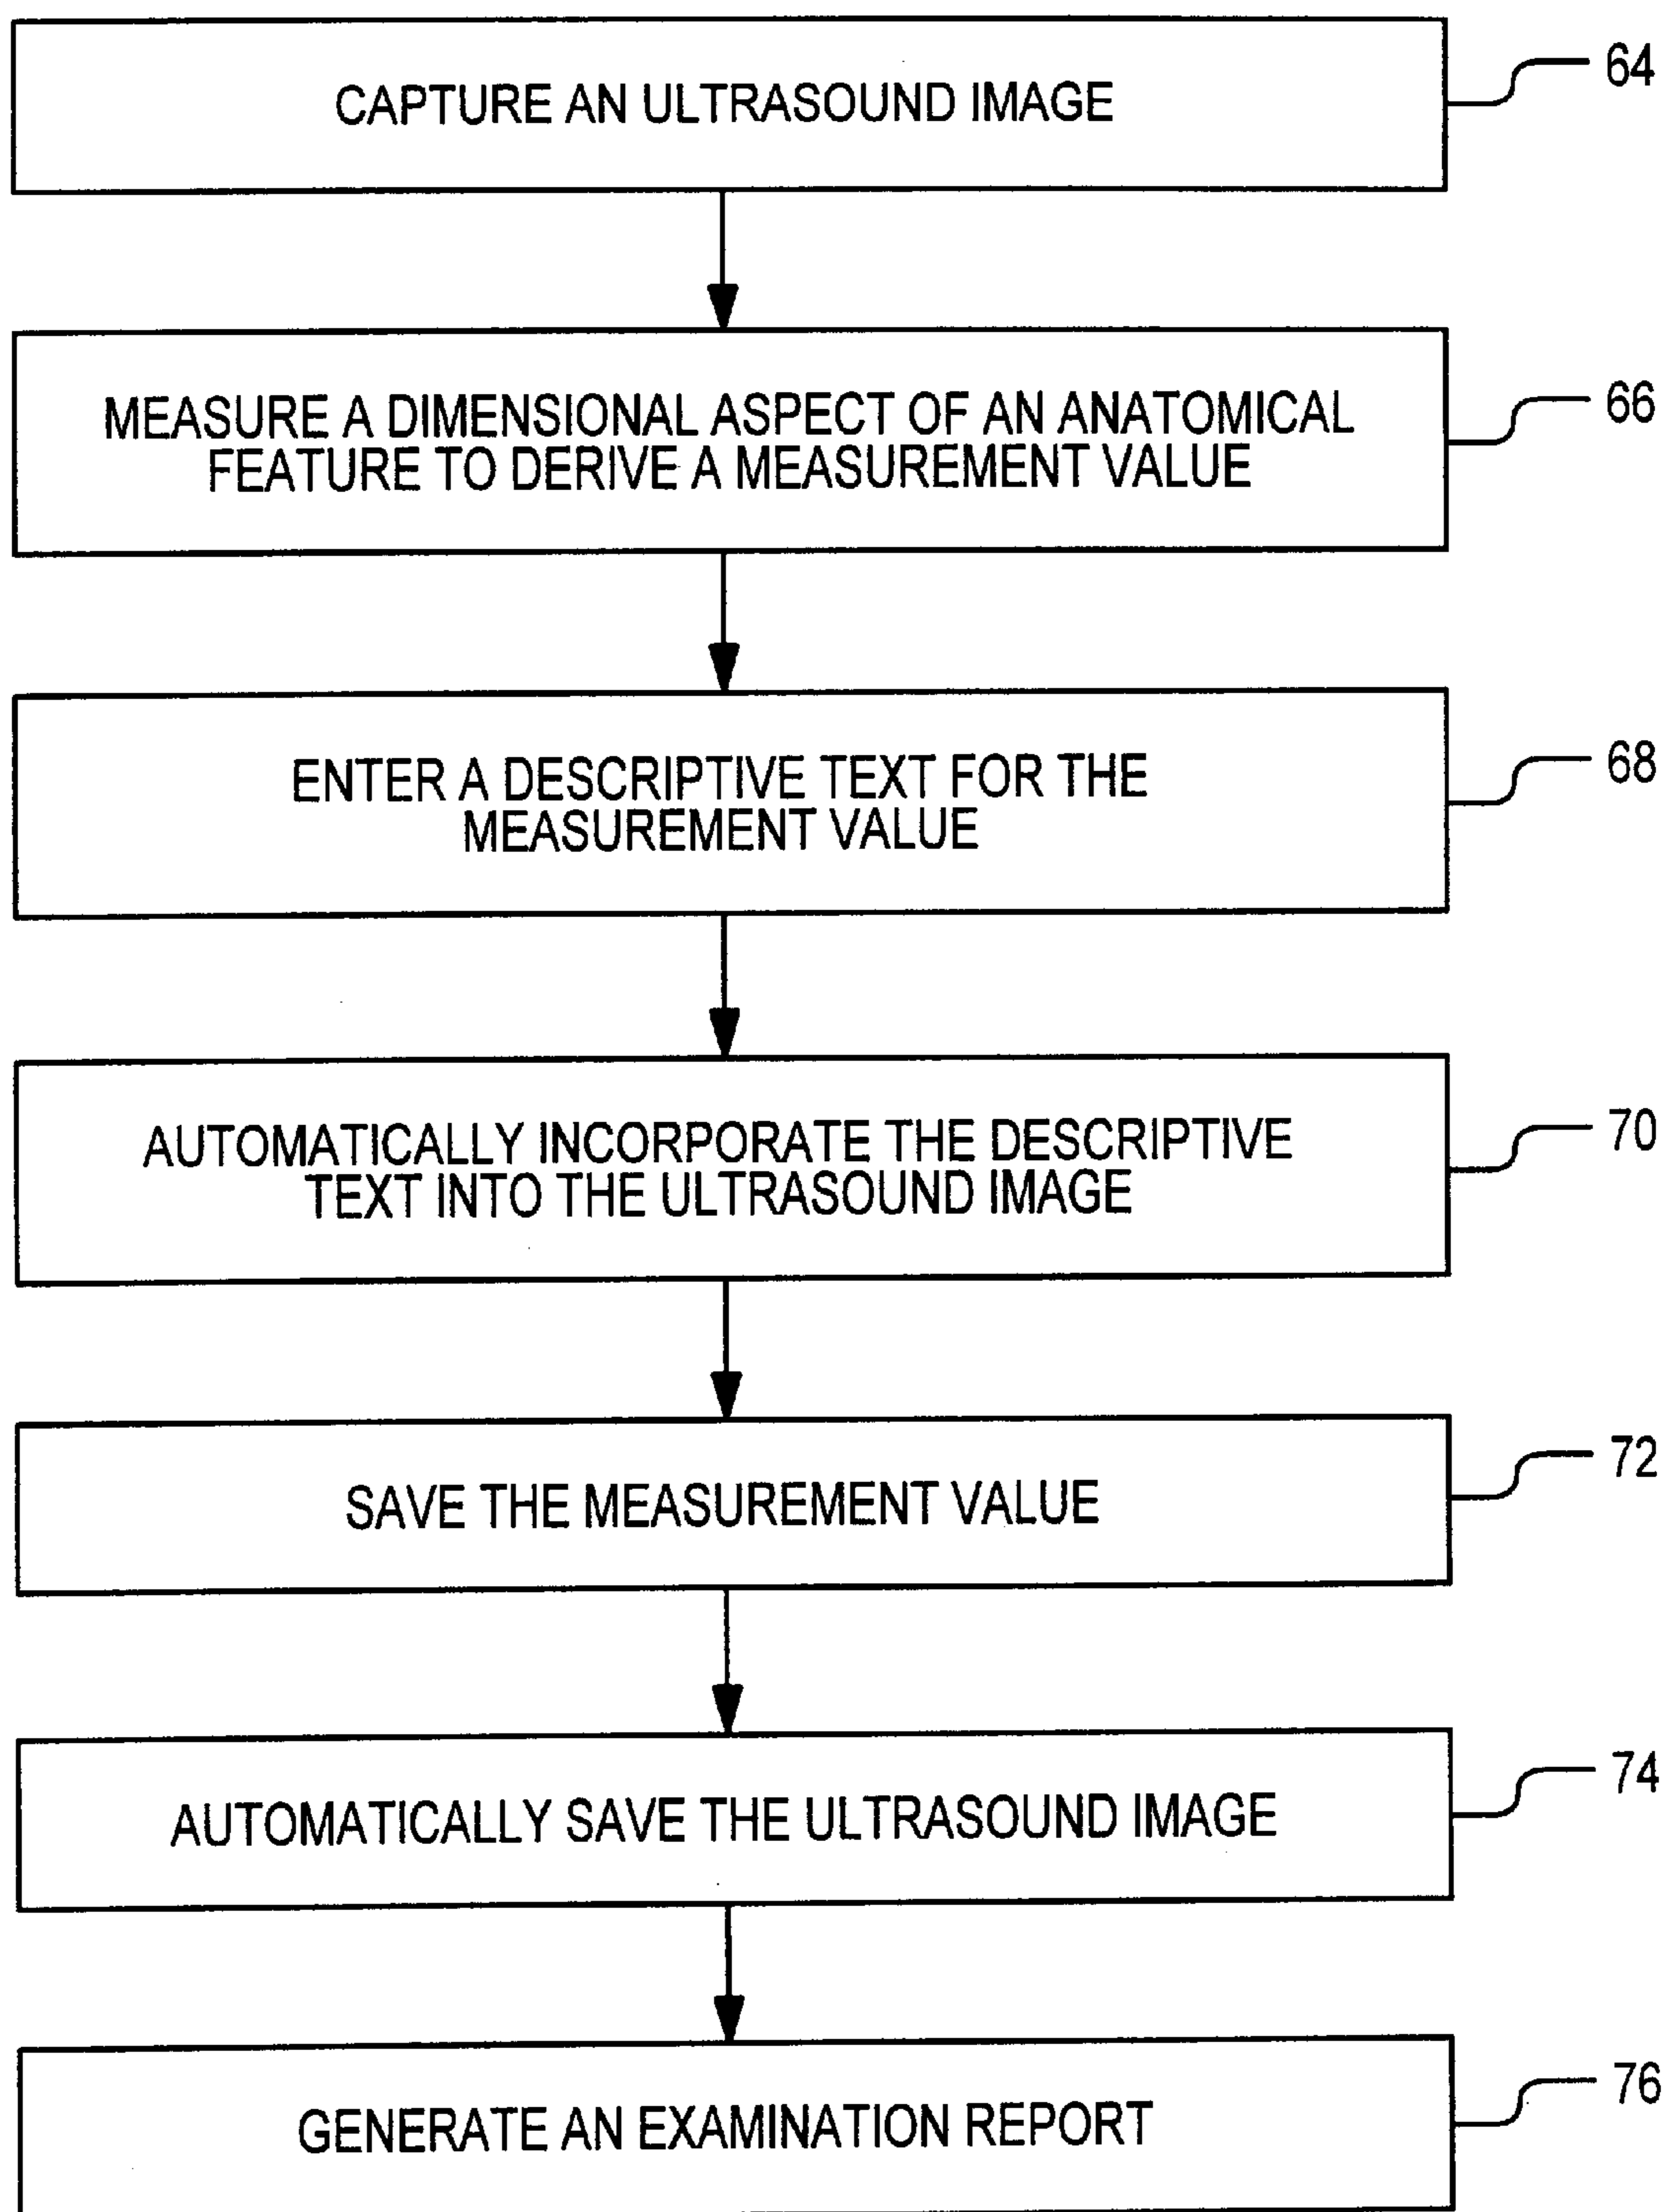 CAPTURE AN ULTRASOUND IMAGE
64
MEASURE A DIMENSIONAL ASPECT OF AN ANATOMICAL
FEATURE TO DERIVE A MEASUREMENT VALUE
66
ENTER A DESCRIPTIVE TEXT FOR THE
MEASUREMENT VALUE
68
AUTOMATICALLY INCORPORATE THE DESCRIPTIVE
TEXT INTO THE ULTRASOUND IMAGE
70
SAVE THE MEASUREMENT VALUE
72
AUTOMATICALLY SAVE THE ULTRASOUND IMAGE
74
GENERATE AN EXAMINATION REPORT
76